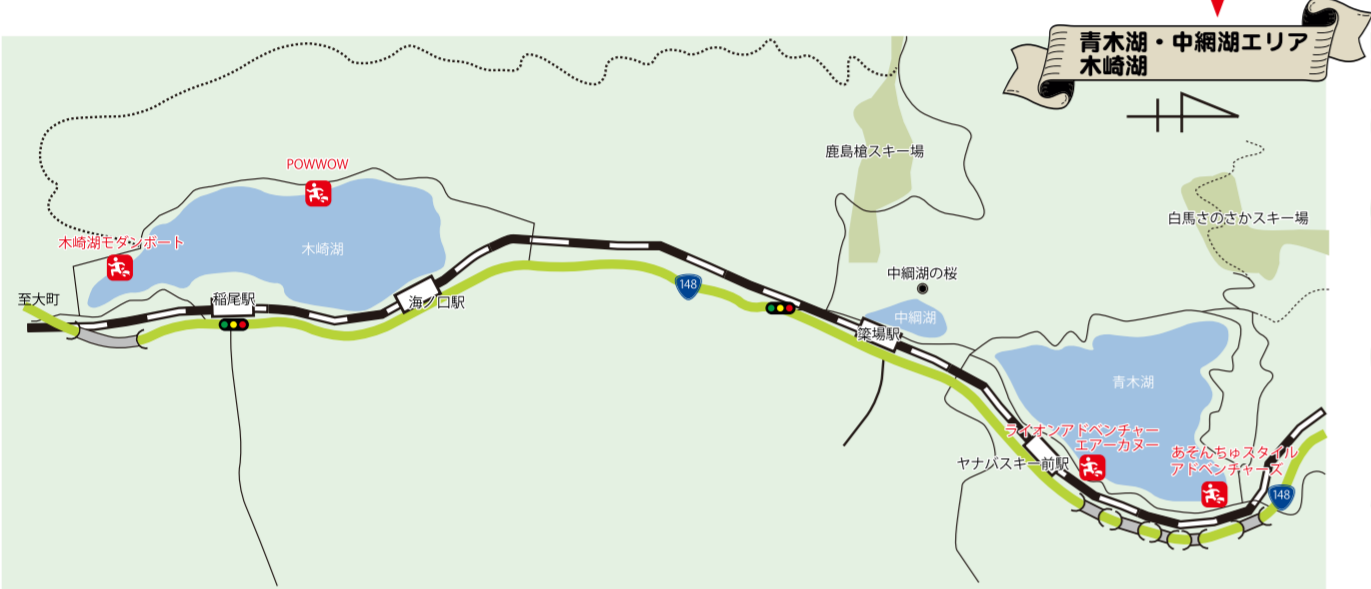 青木湖・中綱湖エリア
木崎湖
鹿島槍スキー場
POWWOW
白馬さのさかスキー場
木崎湖モダンボート
木崎湖
中綱湖の桜
148
至大町
稲尾駅
海ノ口駅
中綱湖
簗場駅
青木湖
ライオンアドベンチャー
エアーカヌー
ヤナバスキー前駅
あそんちゅスタイル
アドベンチャーズ
148